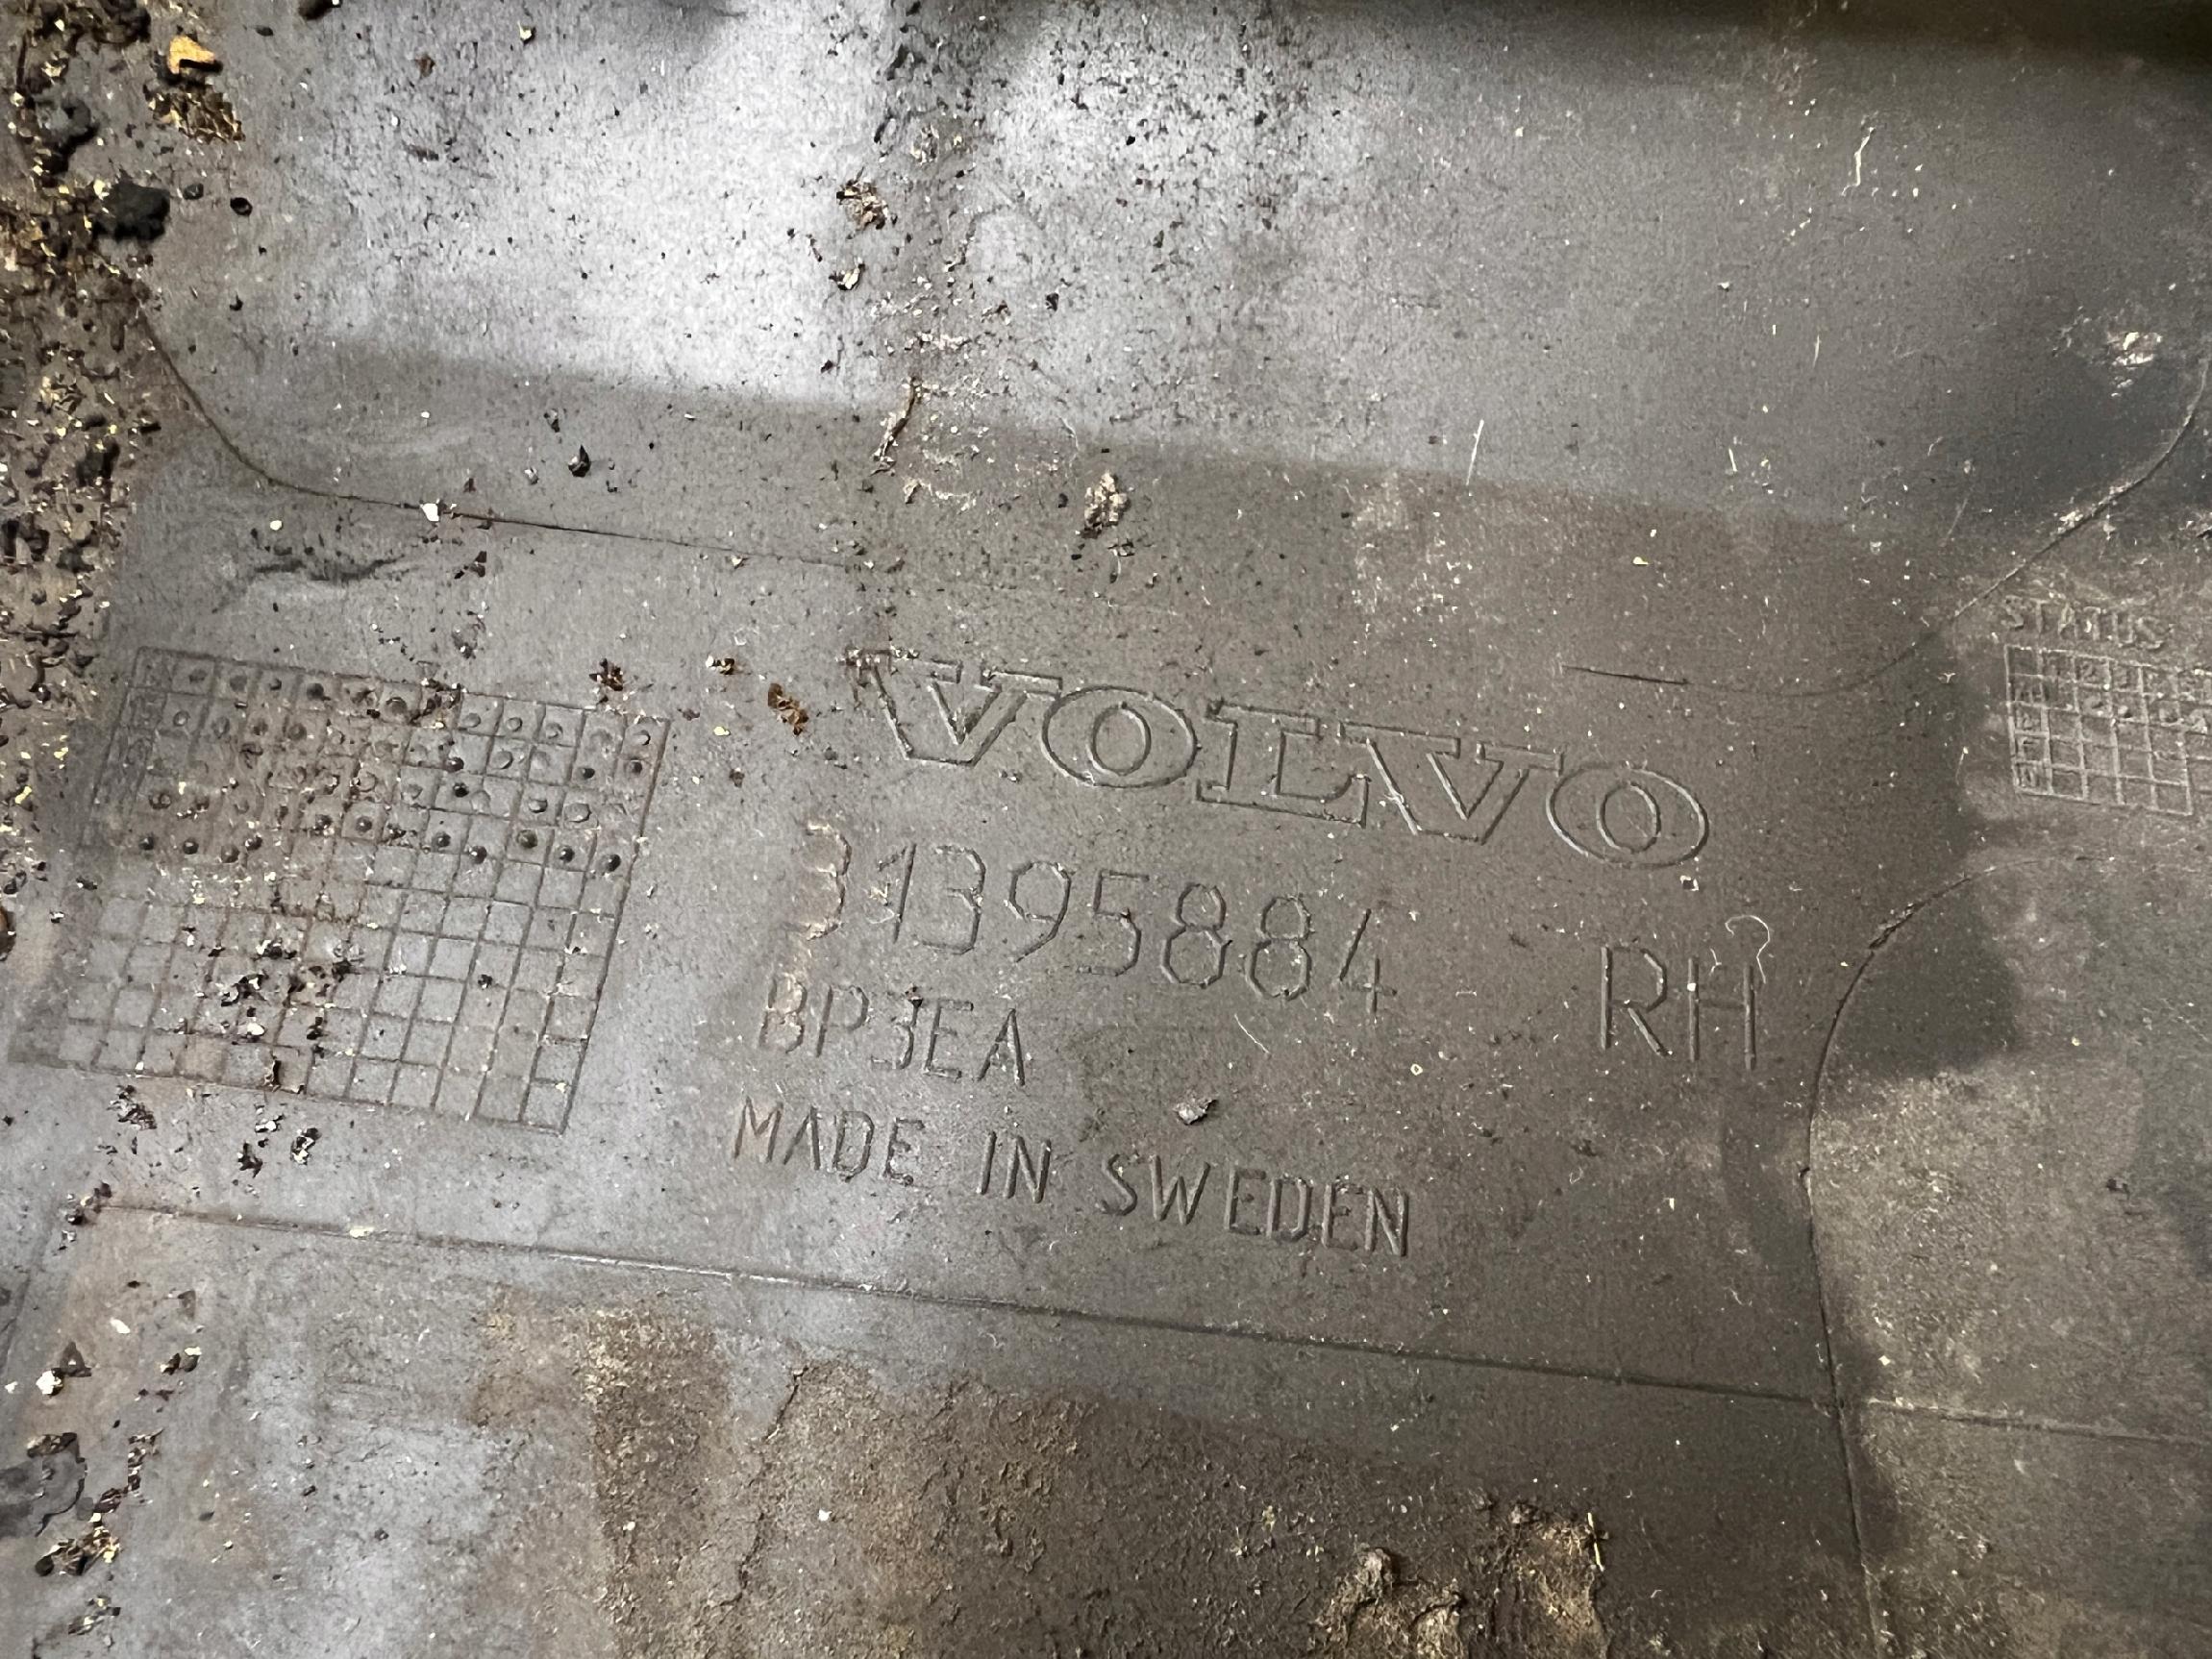 VOLVO
31395884 RH
BP3EA
MADE IN SWEDEN
STATUS